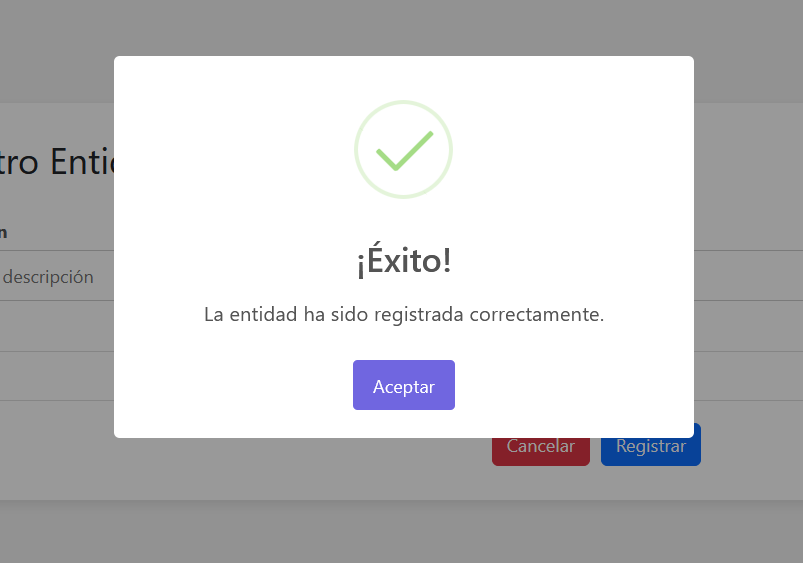 ¡Éxito!
La entidad ha sido registrada correctamente.
Aceptar
descripción
Cancelar
Registrar